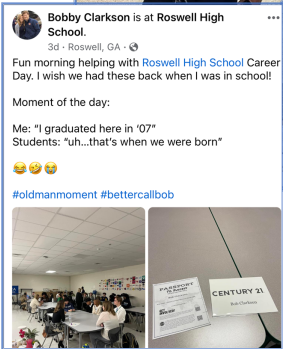 Bobby Clarkson is at Roswell High
School.
3d · Roswell, GA ·
Fun morning helping with Roswell High School Career
Day. I wish we had these back when I was in school!
Moment of the day:
Me: “I graduated here in ‘07”
Students: “uh...that’s when we were born”
😂🤣😭
#oldmanmoment #bettercallbob
PASSPORT
CENTURY 21
Bob Clarkson